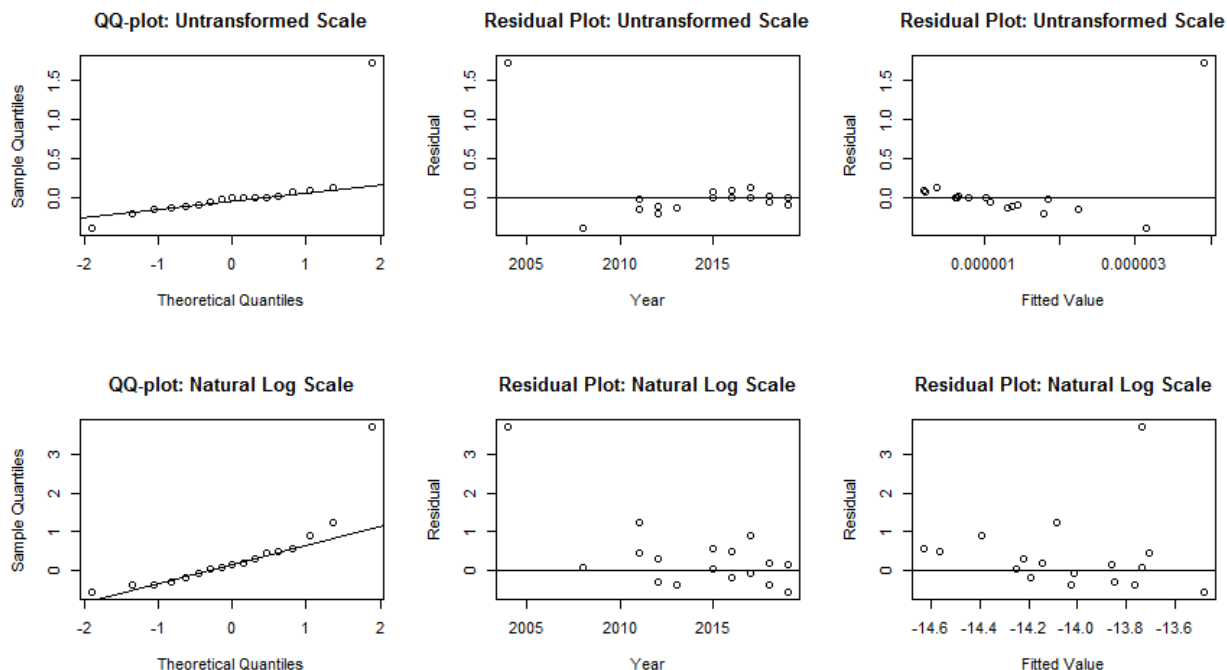 QQ-plot: Untransformed Scale
Sample Quantiles
0.0 0.5 1.0 1.5
-2 -1 0 1 2
Theoretical Quantiles
Residual Plot: Untransformed Scale
Residual
0.0 0.5 1.0 1.5
2005 2010 2015
Year
Residual Plot: Untransformed Scale
Residual
0.0 0.5 1.0 1.5
0.000001 0.000003
Fitted Value
QQ-plot: Natural Log Scale
Sample Quantiles
0 1 2 3
-2 -1 0 1 2
Theoretical Quantiles
Residual Plot: Natural Log Scale
Residual
0 1 2 3
2005 2010 2015
Year
Residual Plot: Natural Log Scale
Residual
0 1 2 3
-14.6 -14.4 -14.2 -14.0 -13.8 -13.6
Fitted Value